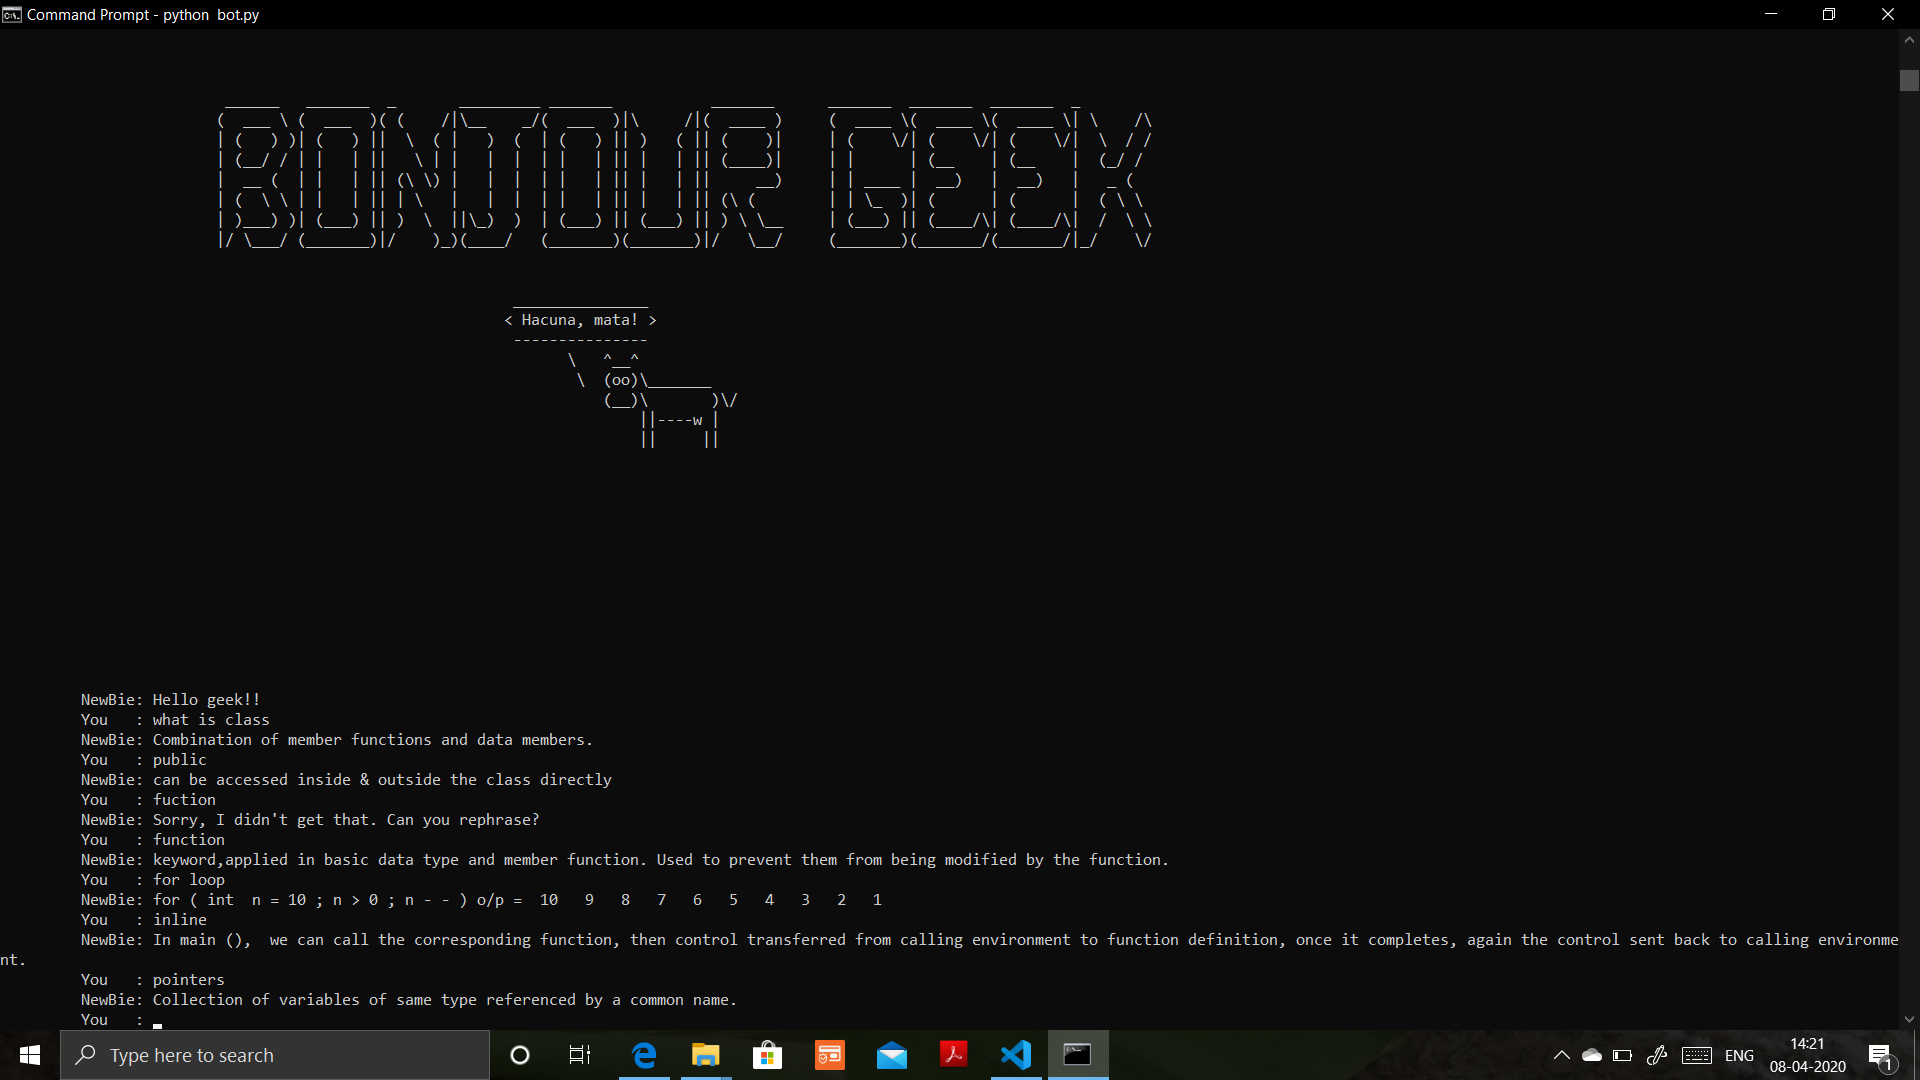 Command Prompt - python  bot.py
BONJOUR GEEK
< Hacuna, mata! >
NewBie: Hello geek!!
You   : what is class
NewBie: Combination of member functions and data members.
You   : public
NewBie: can be accessed inside & outside the class directly
You   : fuction
NewBie: Sorry, I didn't get that. Can you rephrase?
You   : function
NewBie: keyword,applied in basic data type and member function. Used to prevent them from being modified by the function.
You   : for loop
NewBie: for ( int  n = 10 ; n > 0 ; n - - ) o/p =  10   9   8   7   6   5   4   3   2   1
You   : inline
NewBie: In main (),  we can call the corresponding function, then control transferred from calling environment to function definition, once it completes, again the control sent back to calling environme
nt.
You   : pointers
NewBie: Collection of variables of same type referenced by a common name.
You   :
Type here to search
ENG
14:21
08-04-2020
1